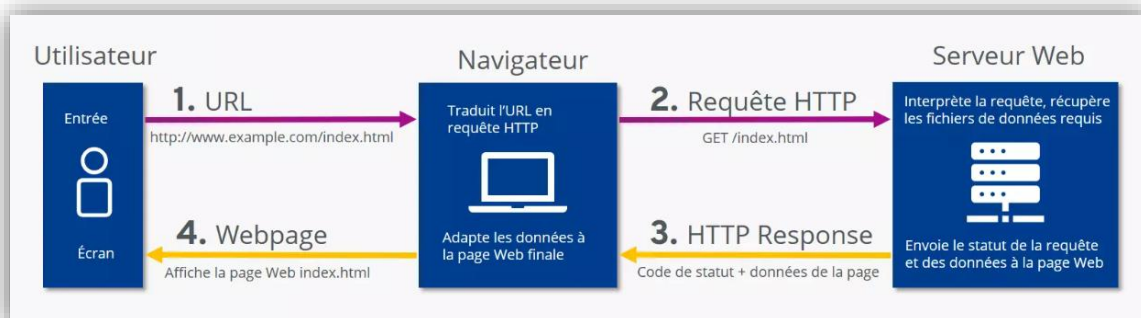 Utilisateur
Navigateur
Serveur Web
Entrée
Écran
1. URL
http://www.example.com/index.html
Traduit l'URL en
requête HTTP
2. Requête HTTP
GET /index.html
Interprète la requête, récupère
les fichiers de données requis
Envoie le statut de la requête
et des données à la page Web
3. HTTP Response
Code de statut + données de la page
Adapte les données à
la page Web finale
4. Webpage
Affiche la page Web index.html